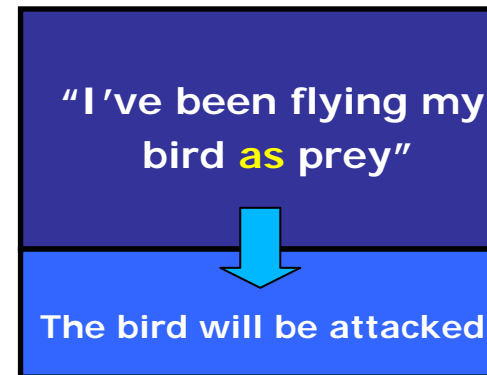 “I’ve been flying my
bird as prey”
The bird will be attacked